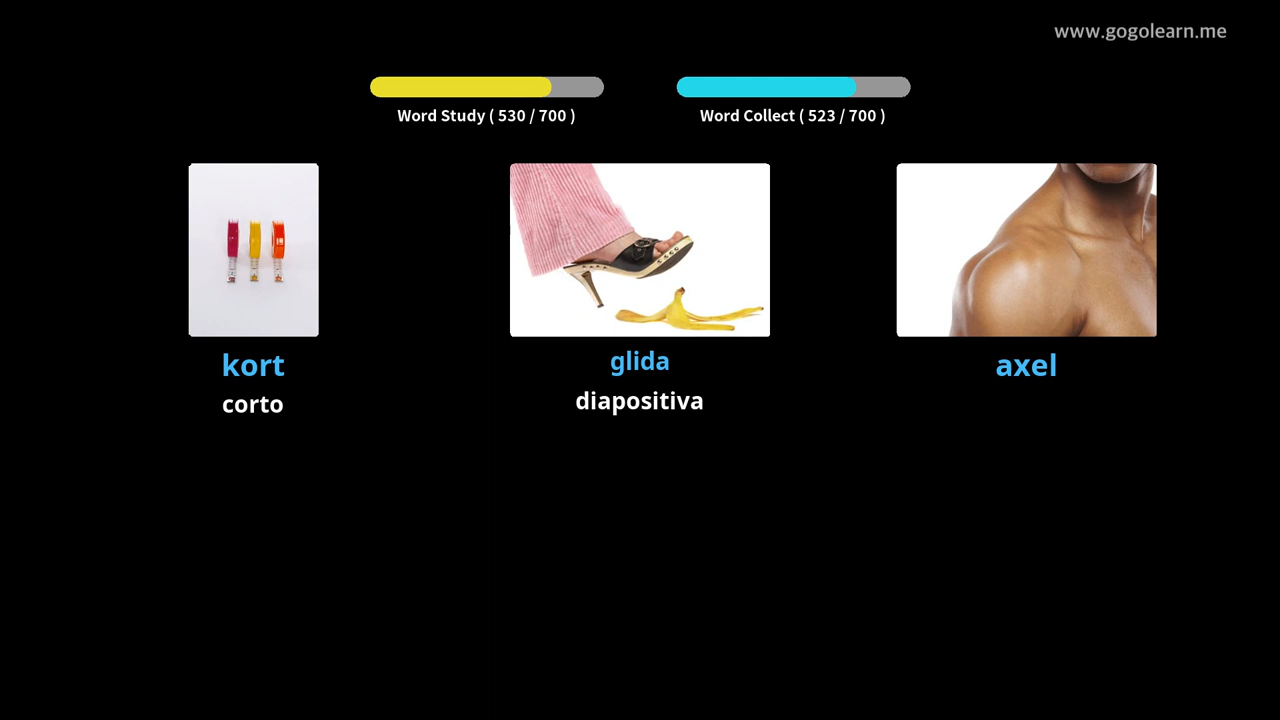 www.gogolearn.me
Word Study ( 530 / 700 )
Word Collect ( 523 / 700 )
kort
corto
glida
diapositiva
axel